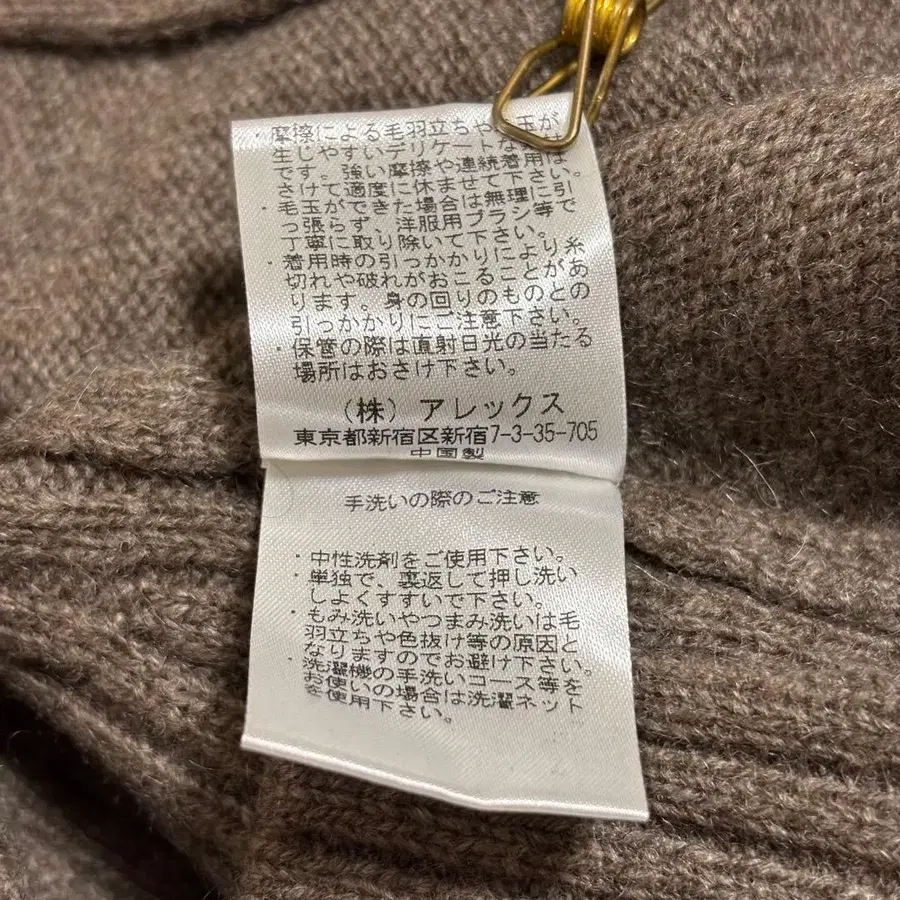 ・摩擦による毛羽立ちや 玉が
生じやすいデリケートな
です。強い摩擦や連続着用は
さけて適度に休ませて下さい。
・毛玉ができた場合は無理に引
っ張らず、洋服用ブラシ等で
丁寧に取り除いて下さい。
・着用時の引っかかりにより糸
切れや破れがおこることがあ
ります。身の回りのものとの
引っかかりにご注意下さい。
・保管の際は直射日光の当たる
場所はおさけ下さい。
（株）アレックス
東京都新宿区新宿7-3-35-705
中国製
手洗いの際のご注意
・中性洗剤をご使用下さい。
・単独で、裏返して押し洗い
しよくすすいで下さい。
・もみ洗いやつまみ洗いは毛
羽立ちや色抜け等の原因と
なりますのでお避け下さい。
・洗濯機の手洗いコース等を
お使いの場合は洗濯ネット
を使用下さい。